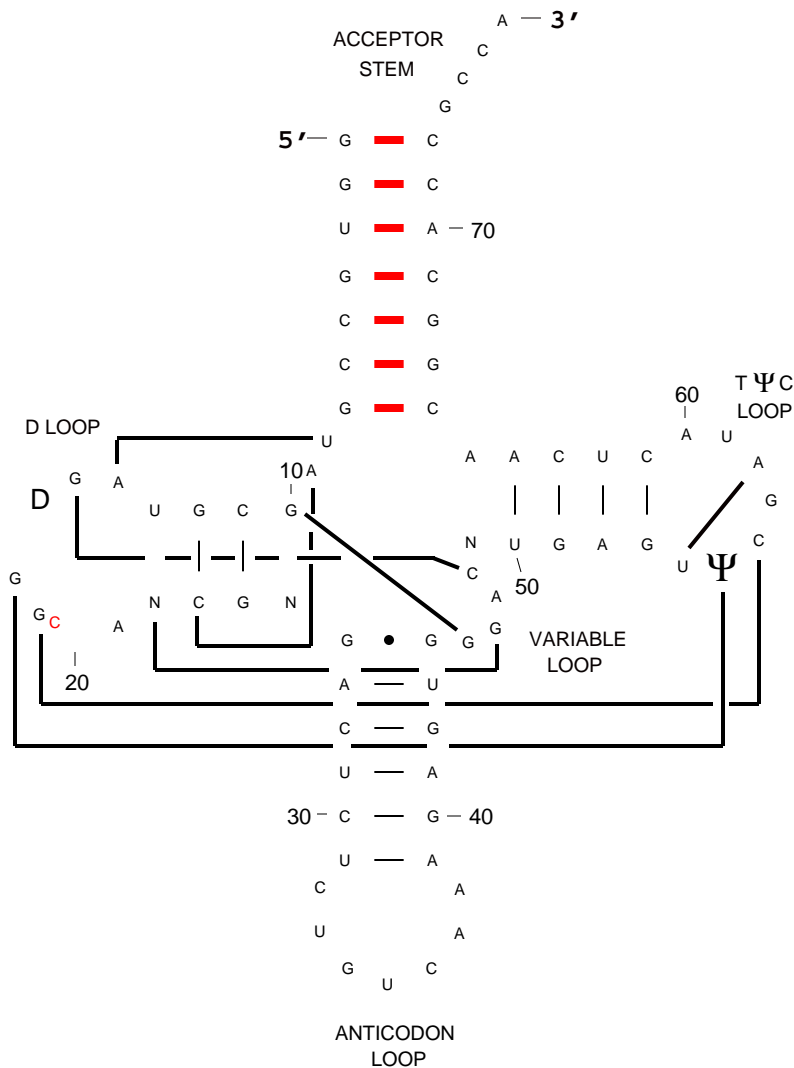 A 3′
ACCEPTOR
STEM
C
C
G
5′ G C
G C
U A 70
G C
C G
C G
G C
T Ψ C
LOOP
60
D LOOP
U
A A C U C A U
A
10 A
G A
D
U G C G
G
N U G A G U Ψ C
C
50
G
N C G N
A
G C
A
G G G G
VARIABLE
LOOP
20
A U
C G
U A
30 C G 40
U A
C A
U A
G C
U
ANTICODON
LOOP